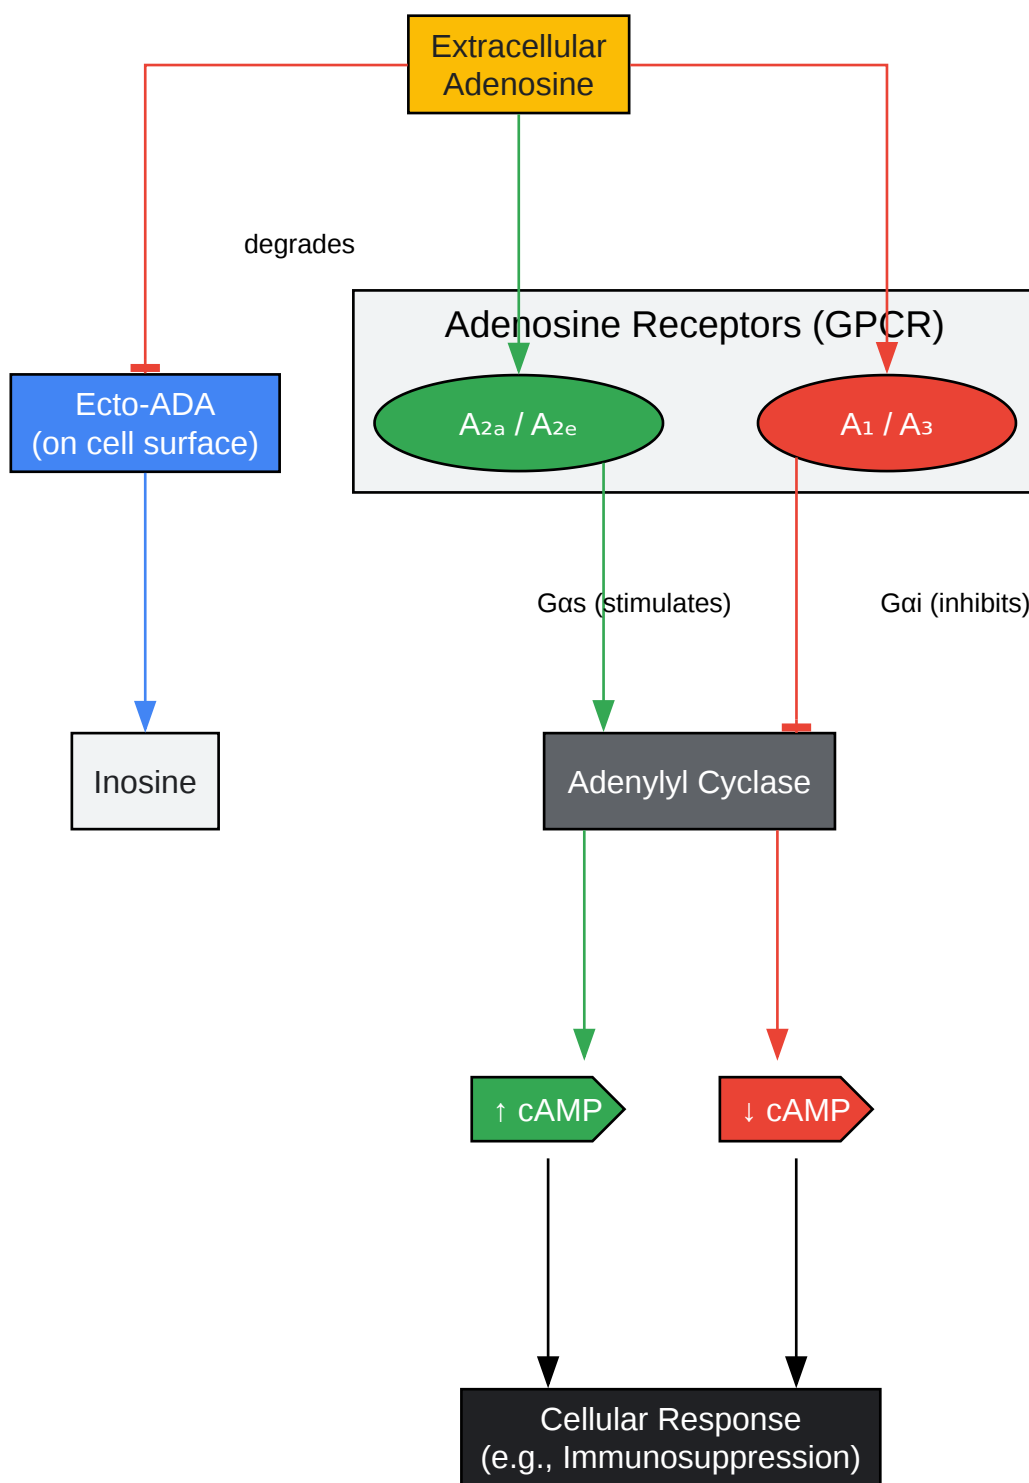 Extracellular
Adenosine
degrades
Adenosine Receptors (GPCR)
Ecto-ADA
(on cell surface)
A₂ₐ / A₂ₑ
A₁ / A₃
Gαs (stimulates)
Gαi (inhibits)
Inosine
Adenylyl Cyclase
↑ cAMP
↓ cAMP
Cellular Response
(e.g., Immunosuppression)